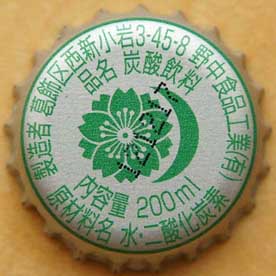 製造者 葛飾区西新小岩3-45-8 野中食品工業(有)
品名 炭酸飲料
内容量 200ml
原材料名 水・二酸化炭素